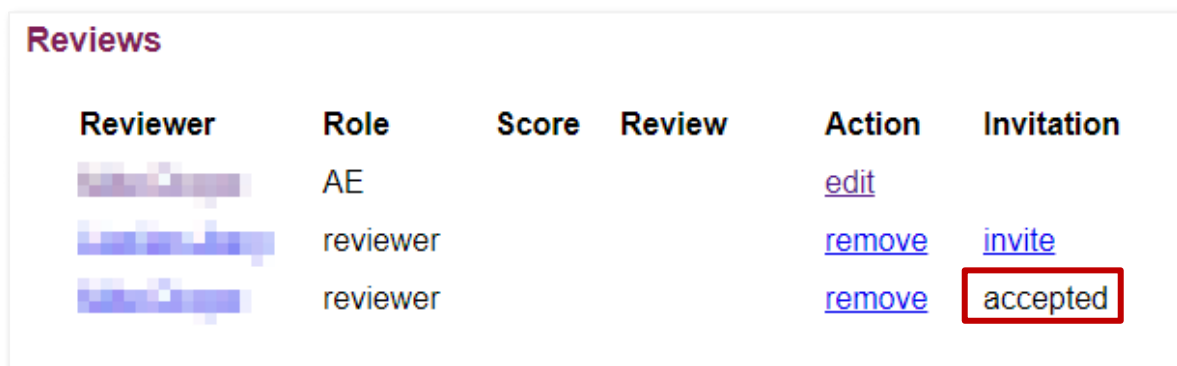 Reviews
Reviewer Role Score Review Action Invitation
AE edit
reviewer remove invite
reviewer remove accepted